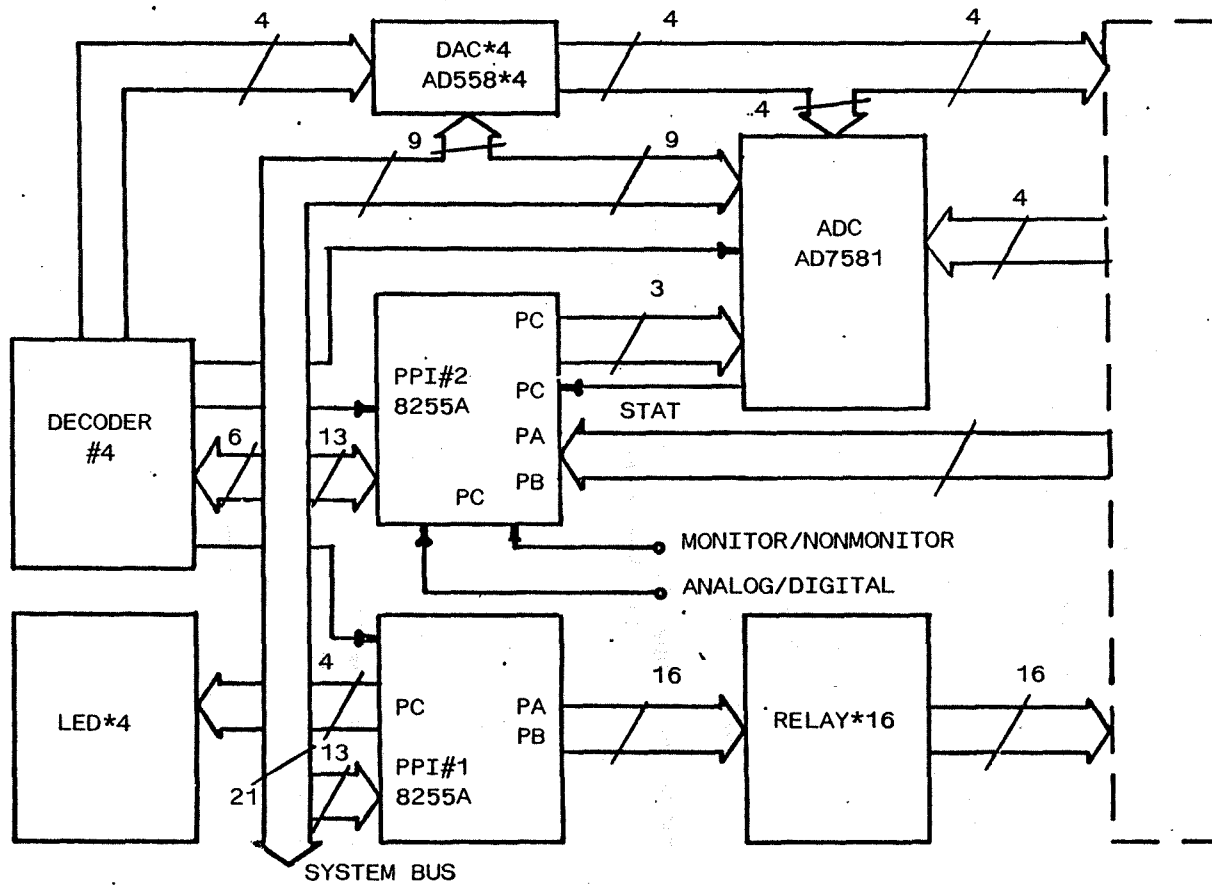 4
4
4
DAC*4
AD558*4
4
9
9
ADC
AD7581
4
3
PC
PPI#2
8255A
PC
STAT
DECODER
#4
6
13
PA
PB
PC
MONITOR/NONMONITOR
ANALOG/DIGITAL
4
16
16
LED*4
PC
PA
PB
RELAY*16
13
PPI#1
8255A
21
SYSTEM BUS